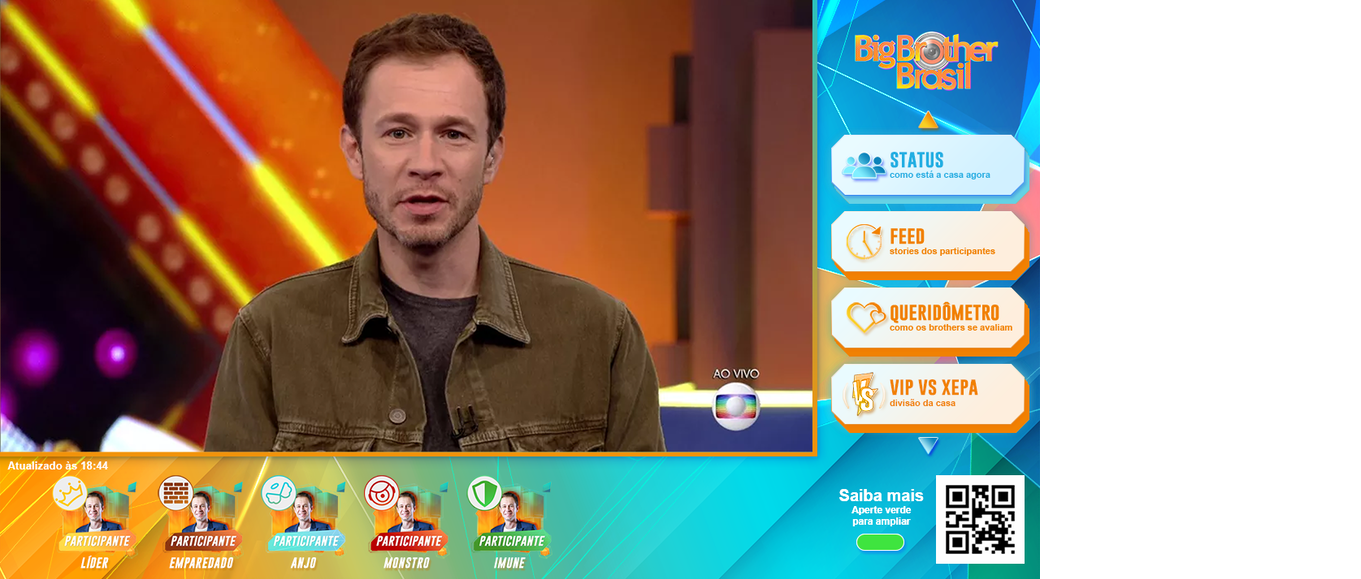 Big Brother
Brasil
STATUS
como está a casa agora
FEED
stories dos participantes
QUERIDÔMETRO
como os brothers se avaliam
VIP VS XEPA
divisão da casa
AO VIVO
Atualizado às 18:44
PARTICIPANTE
LÍDER
PARTICIPANTE
EMPAREDADO
PARTICIPANTE
ANJO
PARTICIPANTE
MONSTRO
PARTICIPANTE
IMUNE
Saiba mais
Aperte verde
para ampliar